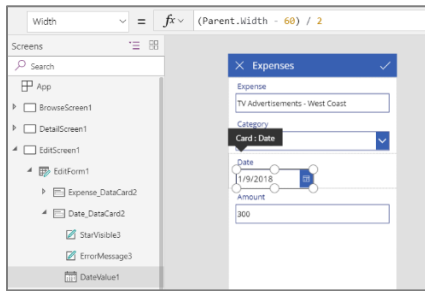 Width = fx (Parent.Width - 60) / 2
Screens
Search
App
BrowseScreen1
DetailScreen1
EditScreen1
EditForm1
Expense_DataCard2
Date_DataCard2
StarVisible3
ErrorMessage3
DateValue1
Expenses
Expense
TV Advertisements - West Coast
Category
Card : Date
Date
1/9/2018
Amount
300